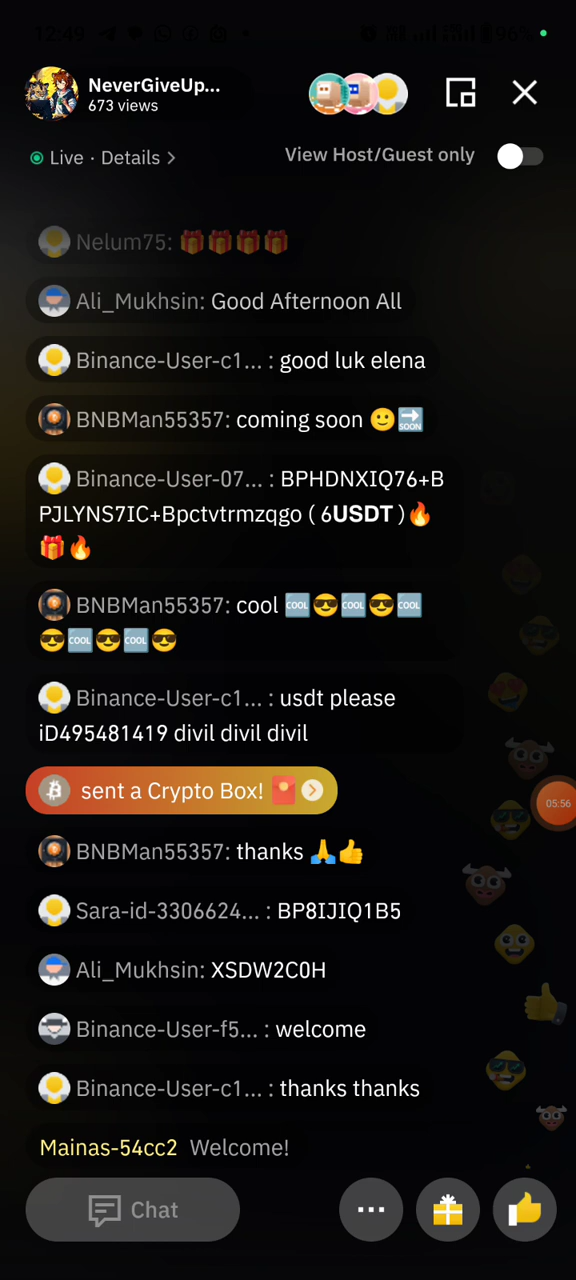 12:49
96%
NeverGiveUp...
673 views
Live · Details
View Host/Guest only
Nelum75: 🎁🎁🎁🎁
Ali_Mukhsin: Good Afternoon All
Binance-User-c1... : good luk elena
BNBMan55357: coming soon 🙂🔜
Binance-User-07... : BPHDNXIQ76+B
PJLYNS7IC+Bpctvtrmzqgo ( 6USDT )🔥
🎁🔥
BNBMan55357: cool 🆒😎🆒😎🆒
😎🆒😎🆒😎
Binance-User-c1... : usdt please
iD495481419 divil divil divil
sent a Crypto Box!
05:56
BNBMan55357: thanks 🙏👍
Sara-id-3306624... : BP8IJIQ1B5
Ali_Mukhsin: XSDW2C0H
Binance-User-f5... : welcome
Binance-User-c1... : thanks thanks
Mainas-54cc2 Welcome!
Chat